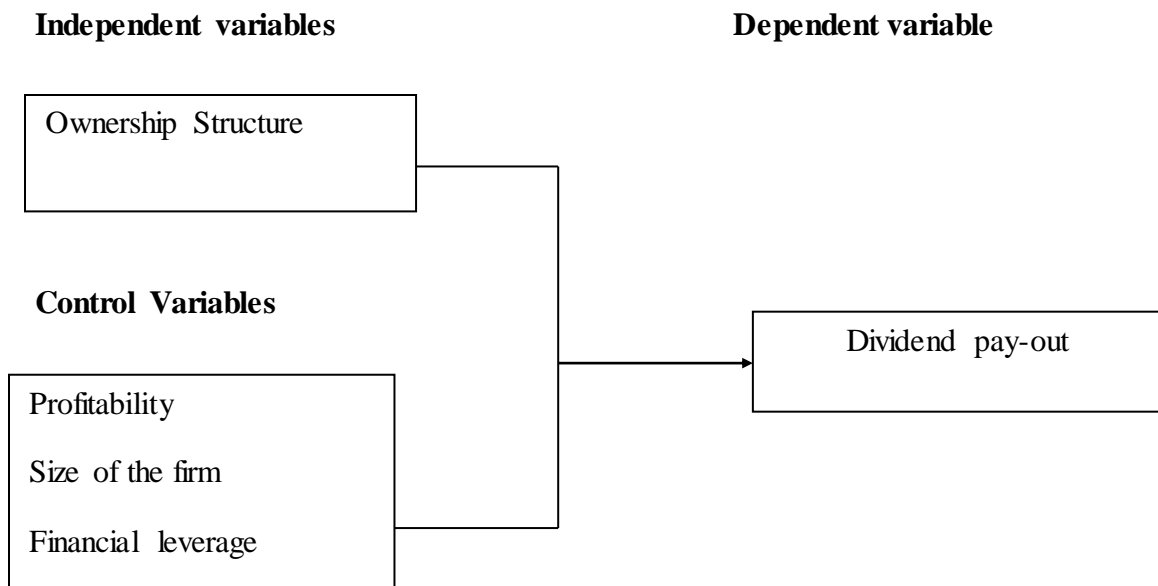 Independent variables
Dependent variable
Ownership Structure
Control Variables
Dividend pay-out
Profitability
Size of the firm
Financial leverage